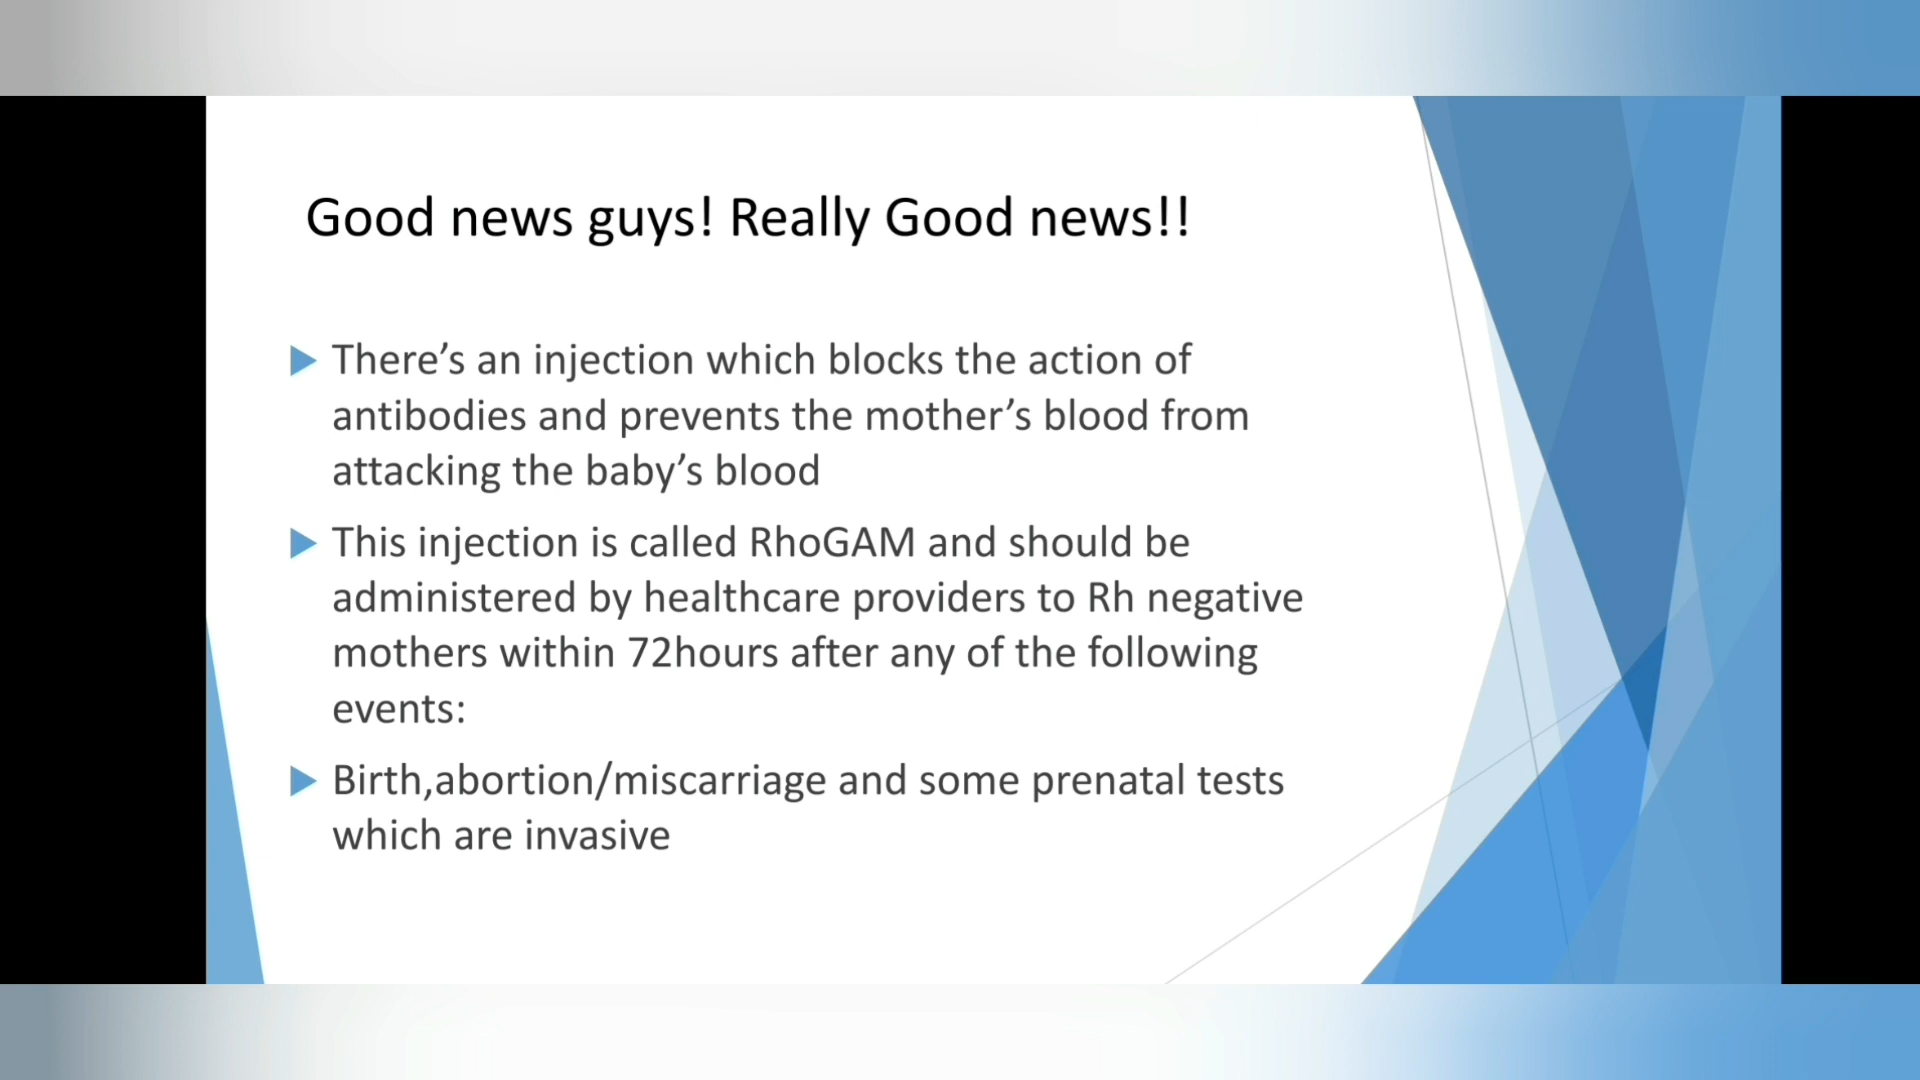 Good news guys! Really Good news!!
There’s an injection which blocks the action of
antibodies and prevents the mother’s blood from
attacking the baby’s blood
This injection is called RhoGAM and should be
administered by healthcare providers to Rh negative
mothers within 72hours after any of the following
events:
Birth,abortion/miscarriage and some prenatal tests
which are invasive